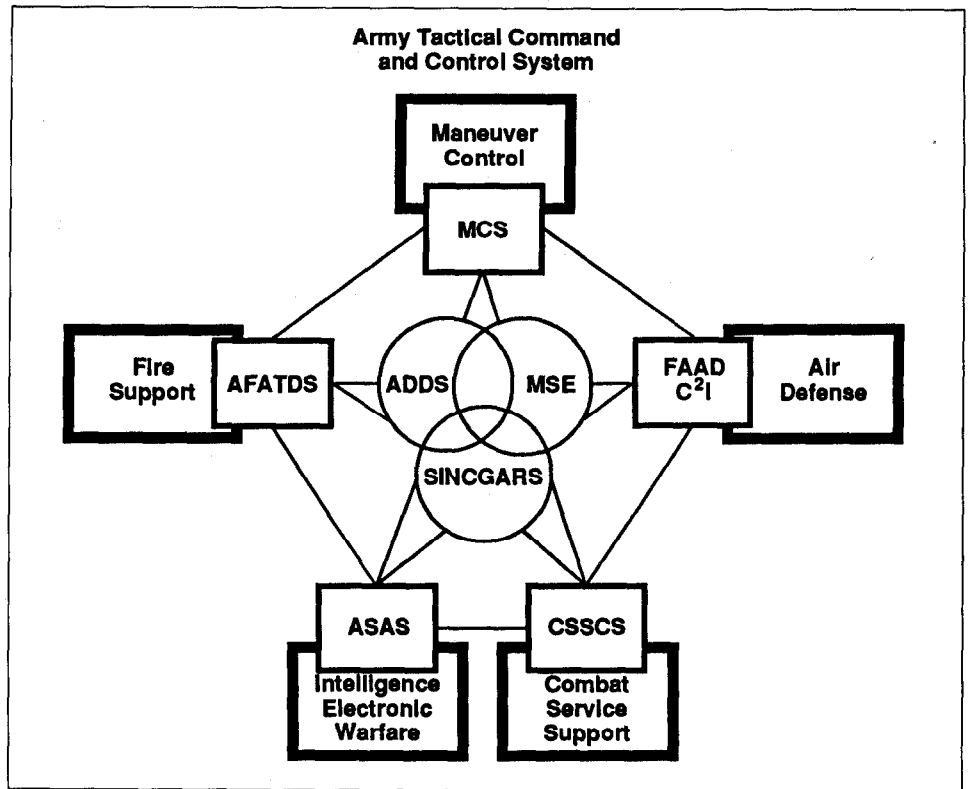 Army Tactical Command
and Control System
Maneuver
Control
MCS
Fire
Support
AFATDS
ADDS
MSE
FAAD
C²I
Air
Defense
SINCGARS
ASAS
CSSCS
Intelligence
Electronic
Warfare
Combat
Service
Support